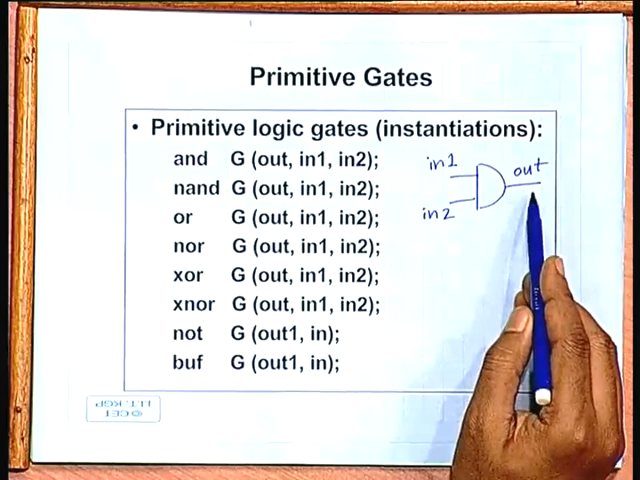 Primitive Gates
• Primitive logic gates (instantiations):
and G (out, in1, in2);
nand G (out, in1, in2);
or G (out, in1, in2);
nor G (out, in1, in2);
xor G (out, in1, in2);
xnor G (out, in1, in2);
not G (out1, in);
buf G (out1, in);
in1
out
in2
© CET
I.I.T. KGP